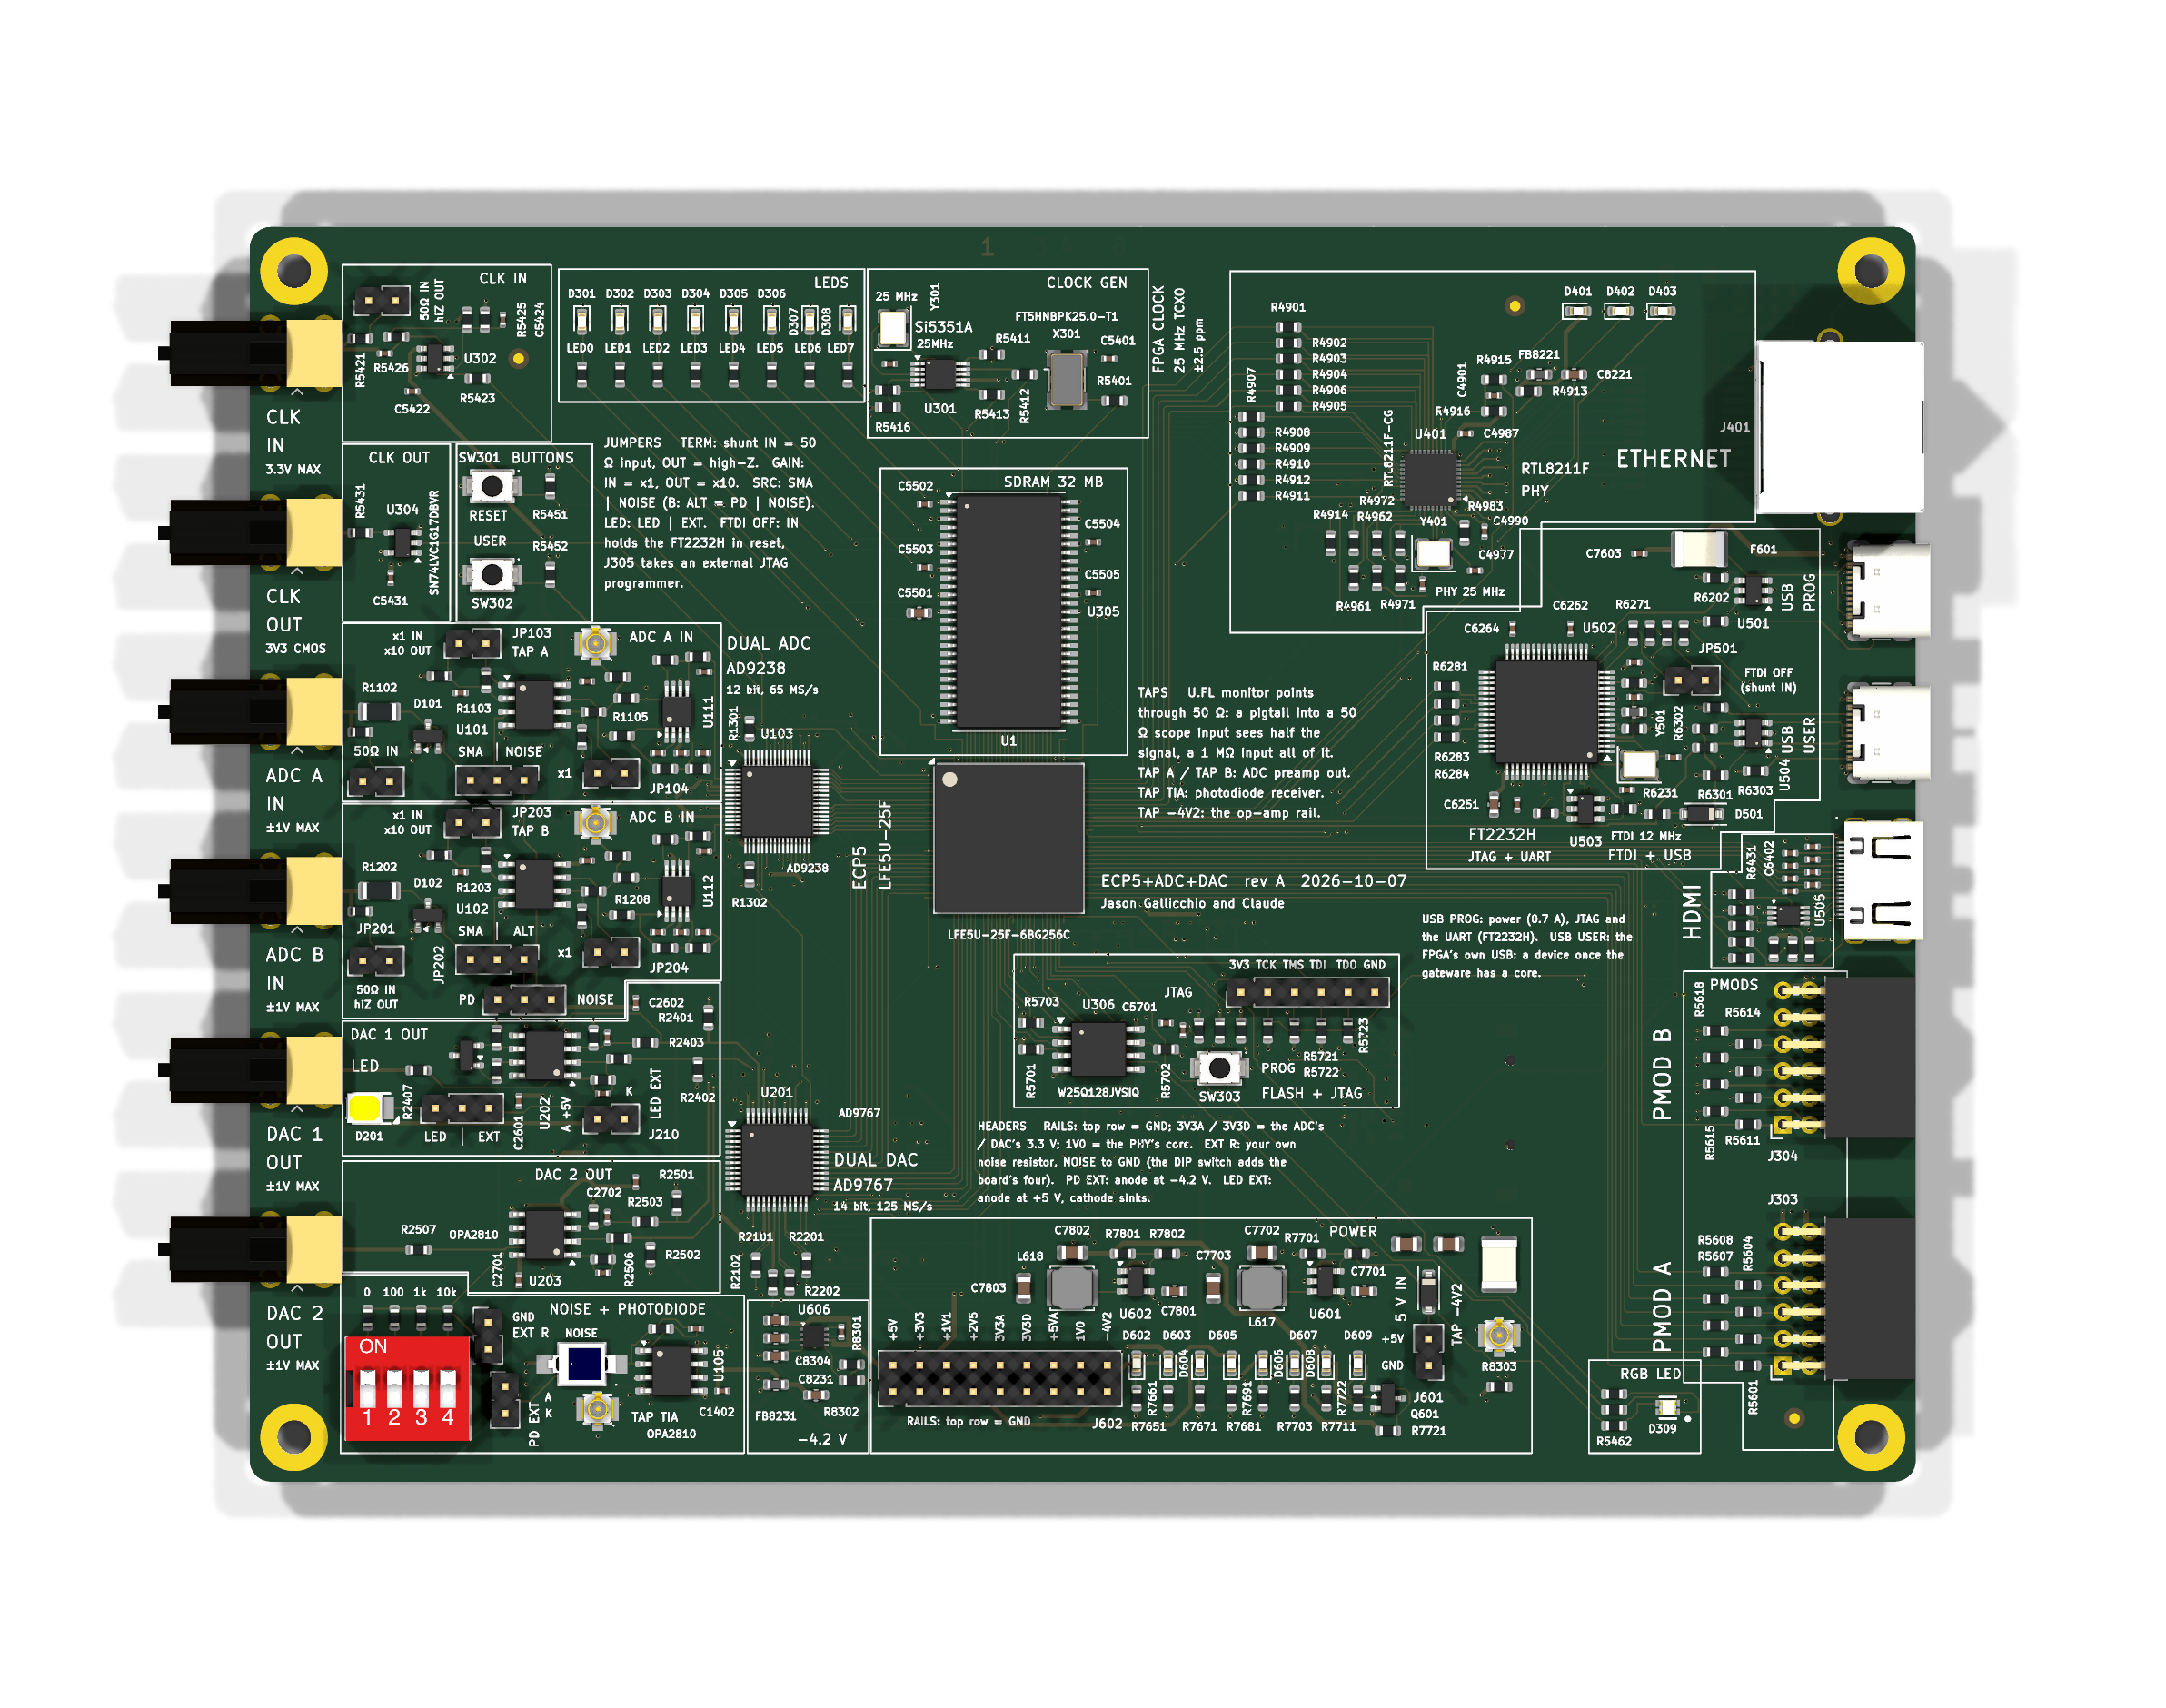 1
CLK IN
50Ω IN
hiZ OUT
R5425
C5424
U302
R5421
R5426
R5423
C5422
CLK
IN
3.3V MAX
LEDS
D301
D302
D303
D304
D305
D306
D307
D308
LED0
LED1
LED2
LED3
LED4
LED5
LED6
LED7
CLOCK GEN
25 MHz
Y301
Si5351A
25MHz
FT5HNBPK25.0-T1
X301
R5411
C5401
R5401
U301
R5413
R5412
R5416
FPGA CLOCK
25 MHz TCXO
±2.5 ppm
CLK OUT
R5431
U304
SN74LVC1G17DBVR
C5431
CLK
OUT
3V3 CMOS
SW301 BUTTONS
RESET
R5451
USER
R5452
SW302
JUMPERS TERM: shunt IN = 50
Ω input, OUT = high-Z. GAIN:
IN = x1, OUT = x10. SRC: SMA
| NOISE (B: ALT = PD | NOISE).
LED: LED | EXT. FTDI OFF: IN
holds the FT2232H in reset,
J305 takes an external JTAG
programmer.
SDRAM 32 MB
C5502
C5504
C5503
C5505
C5501
U305
U1
R4901
R4902
R4903
R4904
R4906
R4905
R4907
R4908
R4909
R4910
R4912
R4911
D401
D402
D403
R4915
FB8221
C8221
R4913
C4901
R4916
RTL8211F-CG
U401
C4987
J401
ETHERNET
RTL8211F
PHY
R4972
R4983
R4914
R4962
Y401
C4990
C4977
R4961
R4971
PHY 25 MHz
C7603
F601
R6202
USB
PROG
U501
C6262
R6271
C6264
U502
JP501
R6281
FTDI OFF
(shunt IN)
Y501
R6302
R6283
R6284
USB
USER
U504
R6231
R6301
R6303
C6251
D501
U503
FT2232H
FTDI 12 MHz
JTAG + UART
FTDI + USB
x1 IN
x10 OUT
JP103
TAP A
ADC A IN
DUAL ADC
AD9238
12 bit, 65 MS/s
R1102
D101
R1103
U101
R1105
U111
R1301
U103
50Ω IN
SMA | NOISE
x1
JP104
ADC A
IN
±1V MAX
x1 IN
x10 OUT
JP203
TAP B
ADC B IN
AD9238
R1302
R1202
D102
R1203
U102
R1208
U112
JP201
SMA | ALT
JP202
x1
JP204
ADC B
IN
±1V MAX
50Ω IN
hiZ OUT
PD
NOISE
TAPS U.FL monitor points
through 50 Ω: a pigtail into a 50
Ω scope input sees half the
signal, a 1 MΩ input all of it.
TAP A / TAP B: ADC preamp out.
TAP TIA: photodiode receiver.
TAP -4V2: the op-amp rail.
ECP5
LFE5U-25F
ECP5+ADC+DAC rev A 2026-10-07
Jason Gallicchio and Claude
LFE5U-25F-6BG256C
HDMI
R6431
C6402
U505
USB PROG: power (0.7 A), JTAG and
the UART (FT2232H). USB USER: the
FPGA's own USB: a device once the
gateware has a core.
3V3 TCK TMS TDI TDO GND
JTAG
R5703
U306
C5701
R5723
R5721
R5722
R5701
R5702
PROG
W25Q128JVSIQ
SW303
FLASH + JTAG
PMODS
R5618
R5614
PMOD B
R5615
R5611
J304
DAC 1 OUT
C2602
R2401
R2403
LED
R2407
R2402
K
LED EXT
D201
LED | EXT
C2601
U202
A +5V
J210
DAC 1
OUT
±1V MAX
U201
AD9767
DUAL DAC
AD9767
14 bit, 125 MS/s
HEADERS RAILS: top row = GND; 3V3A / 3V3D = the ADC's
/ DAC's 3.3 V; 1V0 = the PHY's core. EXT R: your own
noise resistor, NOISE to GND (the DIP switch adds the
board's four). PD EXT: anode at -4.2 V. LED EXT:
anode at +5 V, cathode sinks.
DAC 2 OUT
R2501
C2702
R2503
R2507
OPA2810
R2502
C2701
R2506
U203
DAC 2
OUT
±1V MAX
R2101
R2201
R2102
R2202
0 100 1k 10k
NOISE + PHOTODIODE
GND
EXT R
NOISE
ON
1 2 3 4
A
K
PD EXT
TAP TIA
OPA2810
U105
C1402
U606
R8301
C8304
C8231
FB8231
R8302
-4.2 V
POWER
C7802
R7801
R7802
C7702
R7701
L618
C7703
C7701
C7803
U602
C7801
L617
U601
5 V IN
TAP -4V2
+5V
+3V3
+1V1
+2V5
3V3A
3V3D
+5VA
1V0
-4V2
D602
D603
D604
D605
D606
D607
D608
D609
+5V
GND
R8303
R7661
R7691
R7722
R7651
R7671
R7681
R7703
R7711
J601
Q601
R7721
RAILS: top row = GND
J602
J303
R5608
R5607
R5604
PMOD A
R5601
RGB LED
R5462
D309